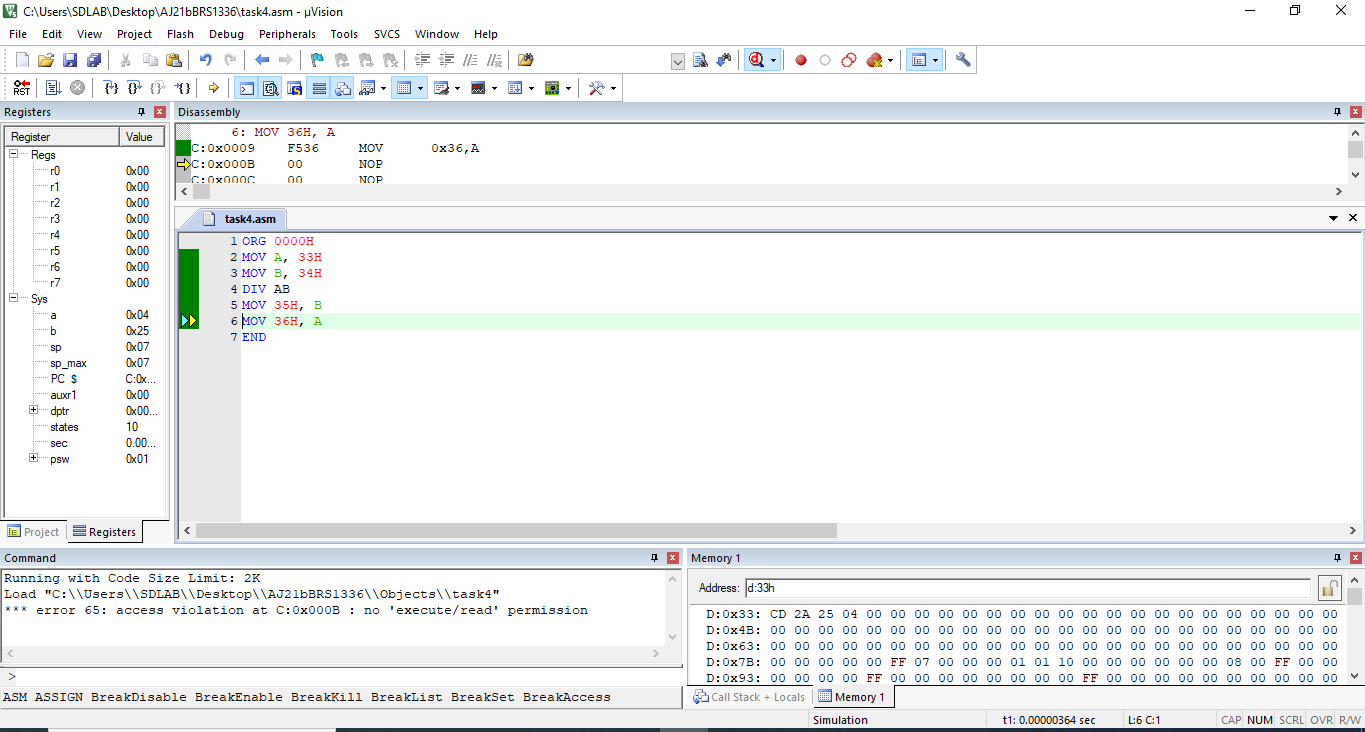 C:\Users\SDLAB\Desktop\AJ21bBRS1336\task4.asm - µVision
File Edit View Project Flash Debug Peripherals Tools SVCS Window Help
Registers
Register Value
Regs
r0 0x00
r1 0x00
r2 0x00
r3 0x00
r4 0x00
r5 0x00
r6 0x00
r7 0x00
Sys
a 0x04
b 0x25
sp 0x07
sp_max 0x07
PC $ C:0x...
auxr1 0x00
dptr 0x00...
states 10
sec 0.00...
psw 0x01
Project Registers
Disassembly
6: MOV 36H, A
C:0x0009 F536 MOV 0x36,A
C:0x000B 00 NOP
C:0x000C 00 NOP
task4.asm
1 ORG 0000H
2 MOV A, 33H
3 MOV B, 34H
4 DIV AB
5 MOV 35H, B
6 MOV 36H, A
7 END
Command
Running with Code Size Limit: 2K
Load "C:\\Users\\SDLAB\\Desktop\\AJ21bBRS1336\\Objects\\task4"
*** error 65: access violation at C:0x000B : no 'execute/read' permission
>
ASM ASSIGN BreakDisable BreakEnable BreakKill BreakList BreakSet BreakAccess
Memory 1
Address: d:33h
D:0x33: CD 2A 25 04 00 00 00 00 00 00 00 00 00 00 00 00 00 00 00 00 00 00 00 00
D:0x4B: 00 00 00 00 00 00 00 00 00 00 00 00 00 00 00 00 00 00 00 00 00 00 00 00
D:0x63: 00 00 00 00 00 00 00 00 00 00 00 00 00 00 00 00 00 00 00 00 00 00 00 00
D:0x7B: 00 00 00 00 00 FF 07 00 00 00 01 01 10 00 00 00 00 00 00 08 00 FF 00 00
D:0x93: 00 00 00 00 FF 00 00 00 00 00 00 00 00 FF 00 00 00 00 00 00 00 00 00 00
Call Stack + Locals Memory 1
Simulation t1: 0.00000364 sec L:6 C:1 CAP NUM SCRL OVR R/W